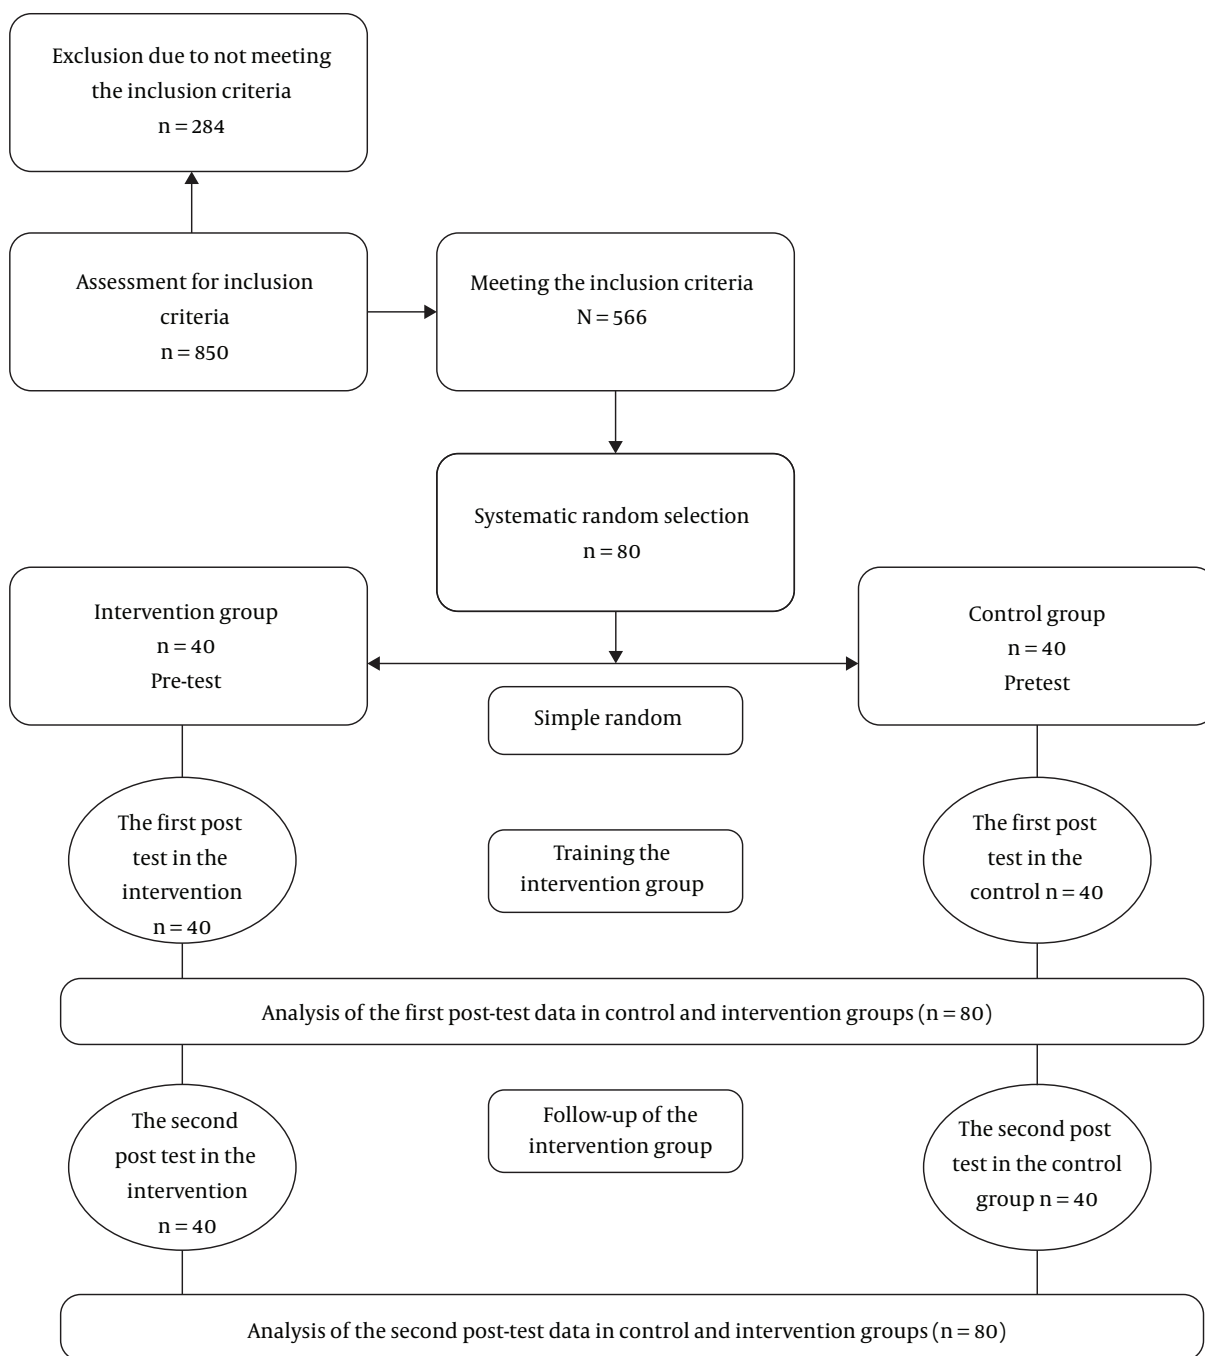 Exclusion due to not meeting
the inclusion criteria
n = 284
Assessment for inclusion
criteria
n = 850
Meeting the inclusion criteria
N = 566
Systematic random selection
n = 80
Intervention group
n = 40
Pre-test
Control group
n = 40
Pretest
Simple random
The first post
test in the
intervention
n = 40
Training the
intervention group
The first post
test in the
control n = 40
Analysis of the first post-test data in control and intervention groups (n = 80)
The second
post test in the
intervention
n = 40
Follow-up of the
intervention group
The second post
test in the control
group n = 40
Analysis of the second post-test data in control and intervention groups (n = 80)